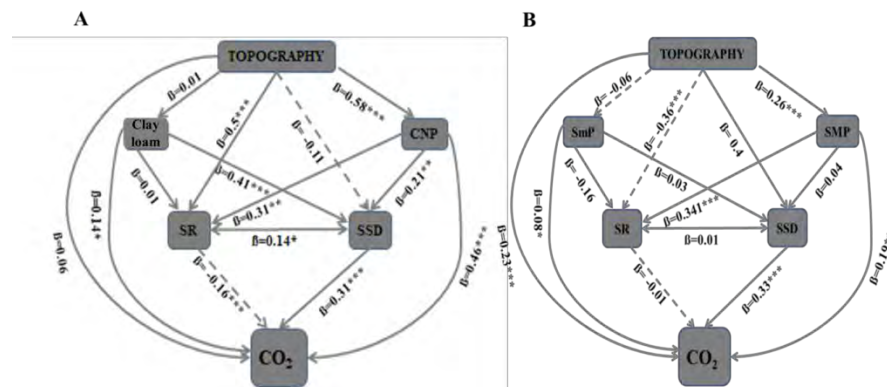 A
TOPOGRAPHY
ß=0.01
ß=0.5***
ß= -0.11
ß=0.58***
Clay
loam
CNP
ß=0.01
ß=0.41***
ß=0.31**
ß=0.21**
ß=0.14*
ß=0.06
SR
SSD
ß=0.14*
ß=0.46***
ß= -0.16***
ß=0.31***
CO₂
B
TOPOGRAPHY
ß= -0.06
ß= -0.36***
ß= 0.4
ß=0.26***
SmP
SMP
ß= -0.16
ß=0.03
ß=0.341***
ß=0.04
ß=0.08*
ß=0.23***
SR
SSD
ß=0.01
ß= -0.01
ß=0.33***
CO₂